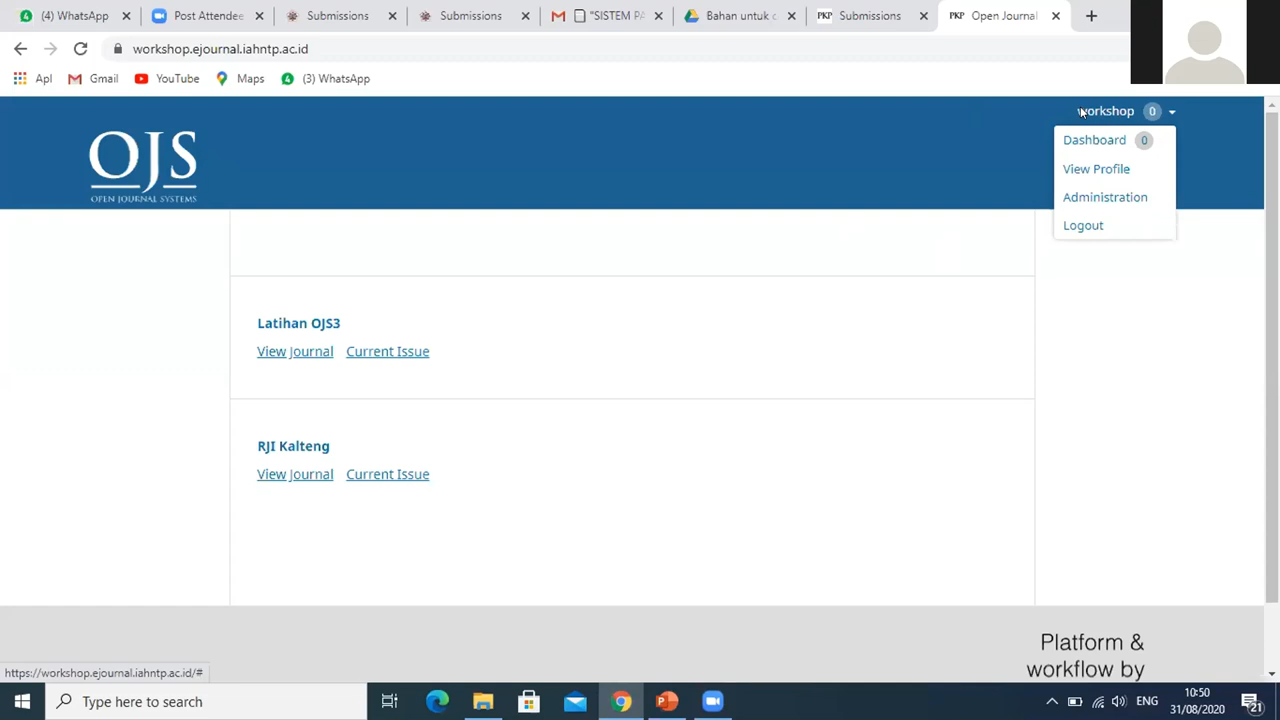 (4) WhatsApp
Post Attendee
Submissions
Submissions
"SISTEM PA
Bahan untuk c
PKP Submissions
PKP Open Journal
workshop.ejournal.iahntp.ac.id
Apl
Gmail
YouTube
Maps
(3) WhatsApp
workshop 0
OJS
OPEN JOURNAL SYSTEMS
Dashboard 0
View Profile
Administration
Logout
Latihan OJS3
View Journal Current Issue
RJI Kalteng
View Journal Current Issue
Platform &
workflow by
https://workshop.ejournal.iahntp.ac.id/#
Type here to search
ENG
10:50
31/08/2020
21